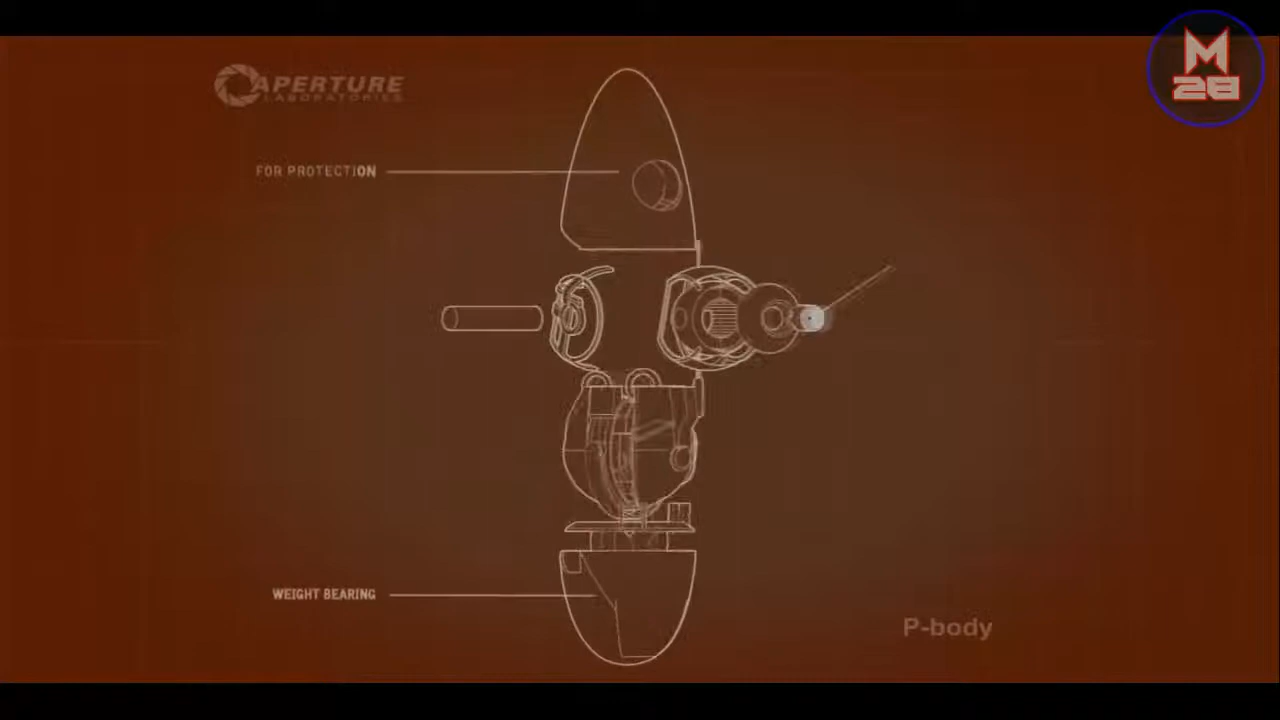 M
28
APERTURE
LABORATORIES
FOR PROTECTION
WEIGHT BEARING
P-body